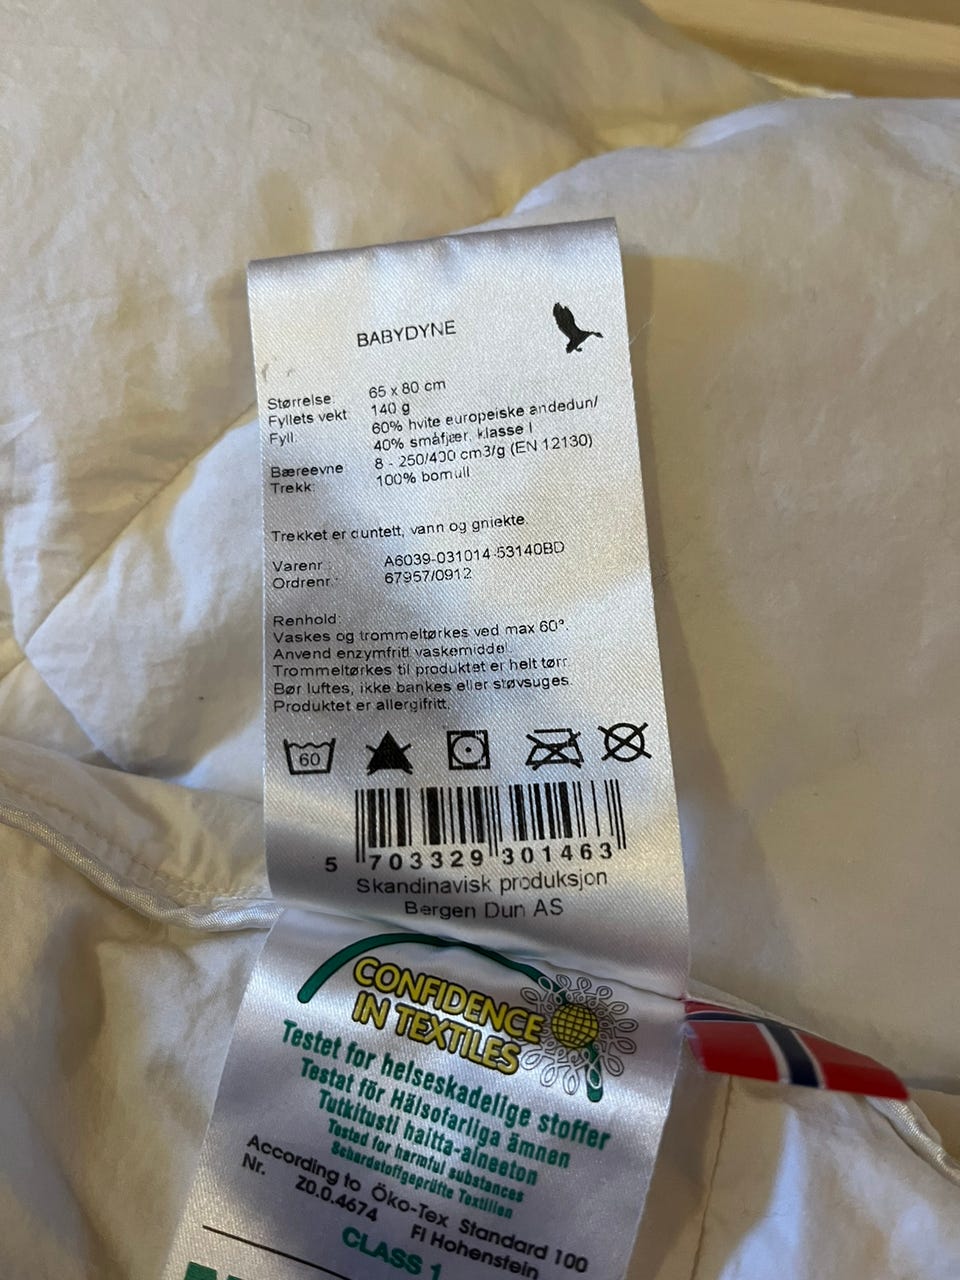 BABYDYNE
Størrelse: 65 x 80 cm
Fyllets vekt 140 g
Fyll: 60% hvite europeiske andedun/
40% småfjær, klasse I
Bæreevne 8 - 250/400 cm3/g (EN 12130)
Trekk: 100% bomull
Trekket er duntett, vann og gniekte.
Varenr.: A6039-031014-53140BD
Ordrenr.: 67957/0912
Renhold:
Vaskes og trommeltørkes ved max 60°.
Anvend enzymfritt vaskemiddel.
Trommeltørkes til produktet er helt tørr.
Bør luftes, ikke bankes eller støvsuges.
Produktet er allergifritt.
60
5 703329 301463
Skandinavisk produksjon
Bergen Dun AS
CONFIDENCE
IN TEXTILES
Testet for helseskadelige stoffer
Testat för Hälsofarliga ämnen
Tutkitusti haitta-aineeton
Tested for harmful substances
Schardstoffgeprüfte Textilien
According to Öko-Tex Standard 100
Nr. Z0.0.4674 FI Hohenstein
CLASS 1